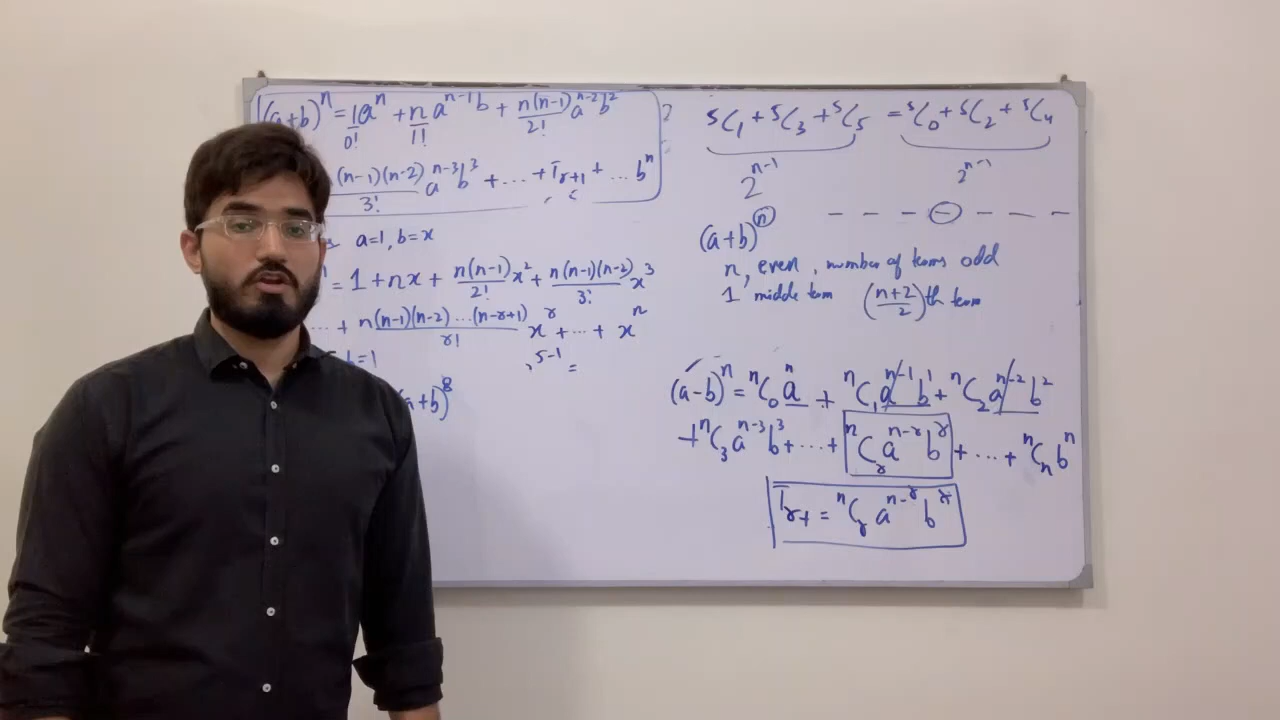 (a+b)^n = 1/0! a^n + n/1! a^(n-1) b + n(n-1)/2! a^(n-2) b^2
(n-1)(n-2)/3! a^(n-3) b^3 + ... + T_(r+1) + ... b^n
a=1, b=x
= 1 + nx + n(n-1)/2! x^2 + n(n-1)(n-2)/3! x^3
... + n(n-1)(n-2)...(n-r+1)/r! x^r + ... + x^n
b=1
5-1 =
(a+b)^8
⁵C₁ + ⁵C₃ + ⁵C₅ = ⁵C₀ + ⁵C₂ + ⁵C₄
2^(n-1) 2^(n-1)
(a+b)^n
n, even, number of terms odd
1 middle term ((n+2)/2)th term
(a-b)^n = ⁿC₀ a^n + ⁿC₁ a^(n-1) b^1 + ⁿC₂ a^(n-2) b^2
+ ⁿC₃ a^(n-3) b^3 + ... + ⁿCᵣ a^(n-r) b^r + ... + ⁿCₙ b^n
T_(r+1) = ⁿCᵣ a^(n-r) b^r